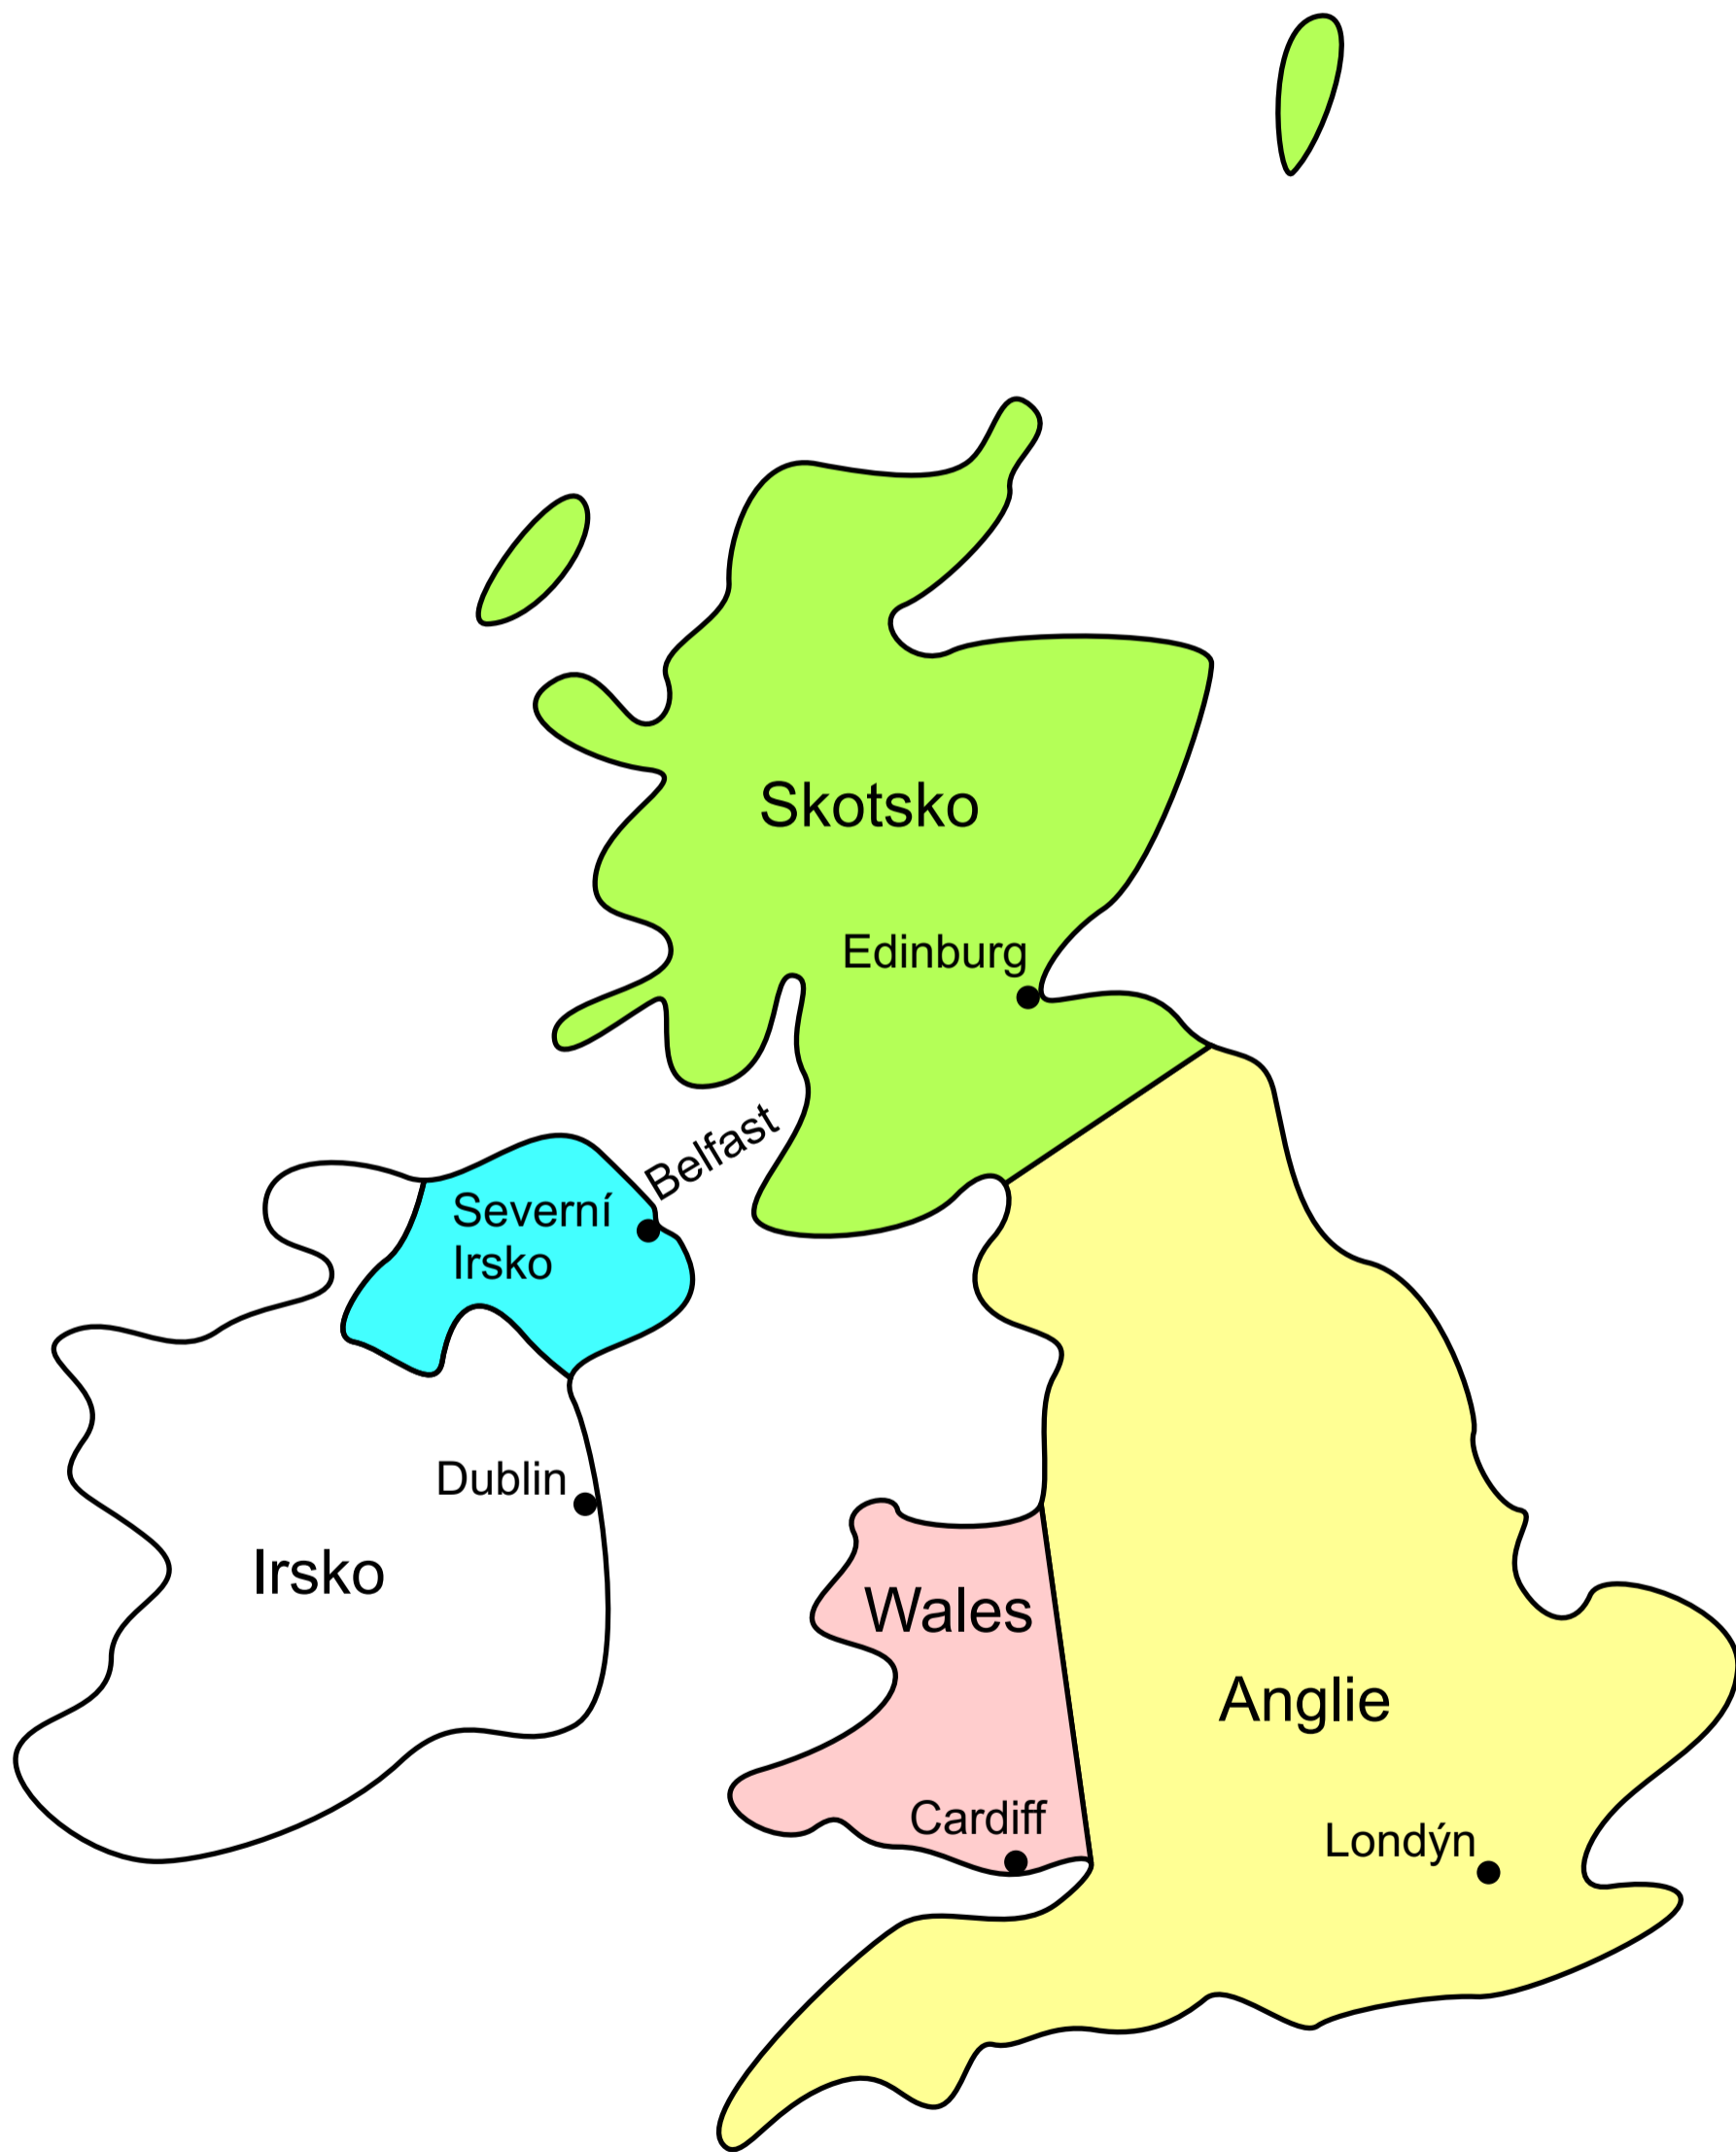 Skotsko
Edinburg
Belfast
Severní
Irsko
Dublin
Irsko
Wales
Anglie
Cardiff
Londýn